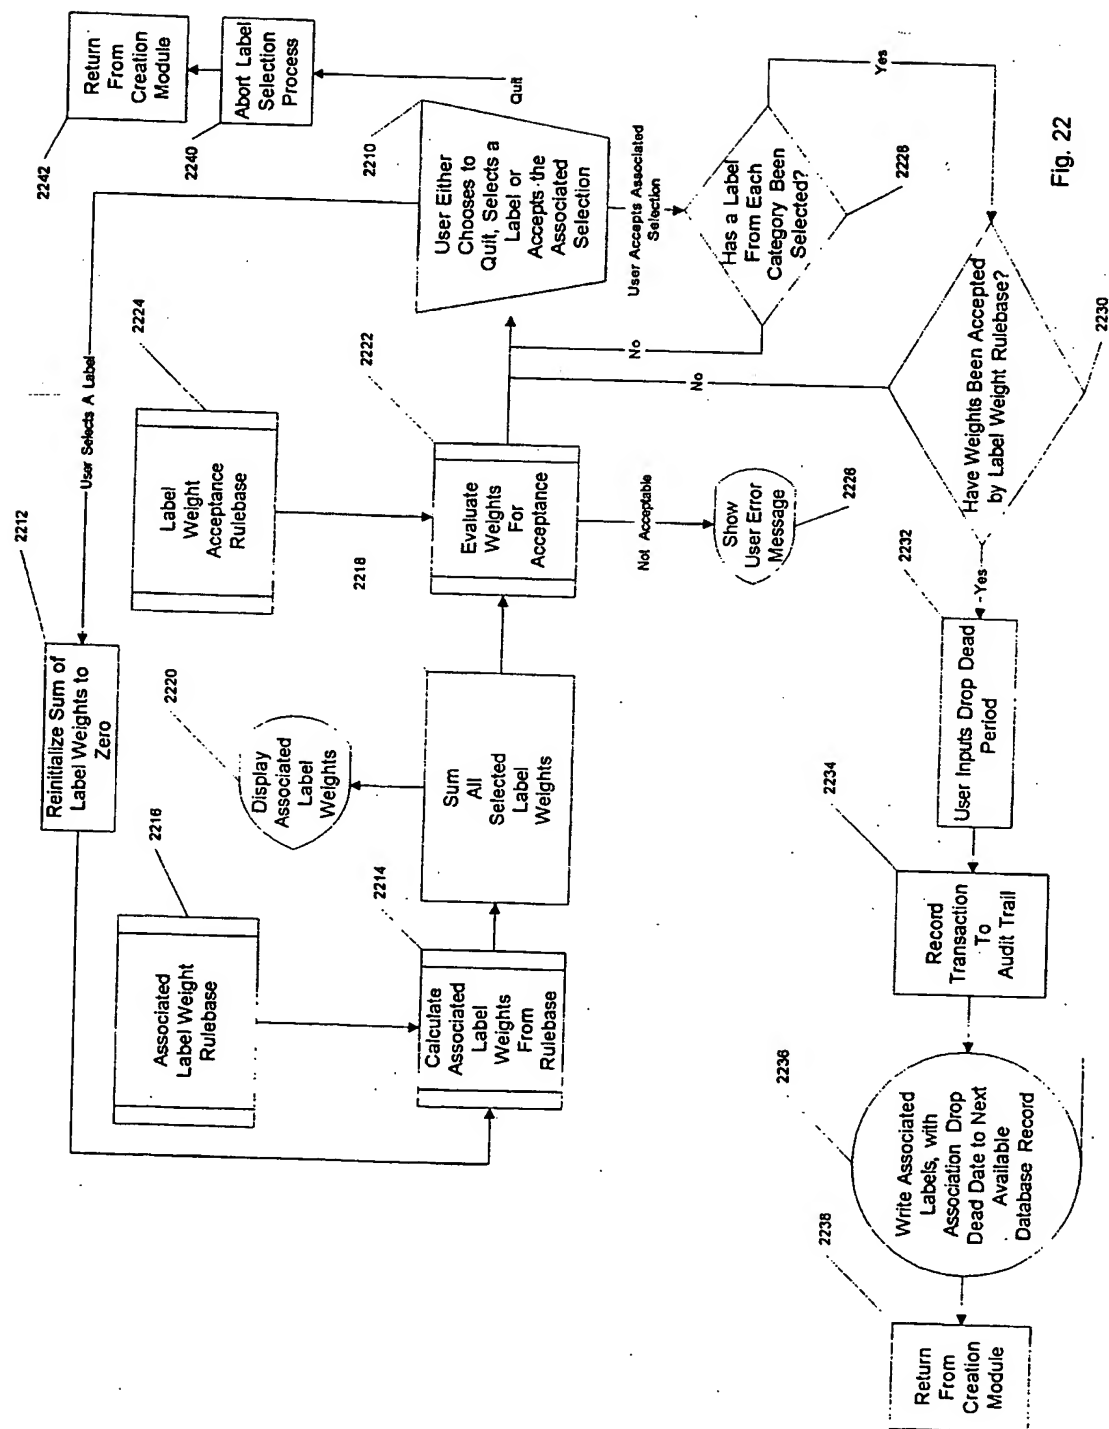 Return
From
Creation
Module
2242
Abort Label
Selection
Process
2240
Quit
2210
User Either
Chooses to
Quit, Selects a
Label or
Accepts the
Associated
Selection
User Selects A Label
User Accepts Associated
Selection
Has a Label
From Each
Category Been
Selected?
2228
Yes
No
No
2212
Reinitialize Sum of
Label Weights to
Zero
2216
Associated
Label Weight
Rulebase
2214
Calculate
Associated
Label
Weights
From
Rulebase
2220
Display
Associated
Label
Weights
Sum
All
Selected
Label
Weights
2218
2224
Label
Weight
Acceptance
Rulebase
2222
Evaluate
Weights
For
Acceptance
Not Acceptable
Show
User Error
Message
2226
Have Weights Been Accepted
by Label Weight Rulebase?
2230
Yes
2232
User Inputs Drop Dead
Period
2234
Record
Transaction
To
Audit Trail
2236
Write Associated
Labels, with
Association Drop
Dead Date to Next
Available
Database Record
2238
Return
From
Creation
Module
Fig. 22